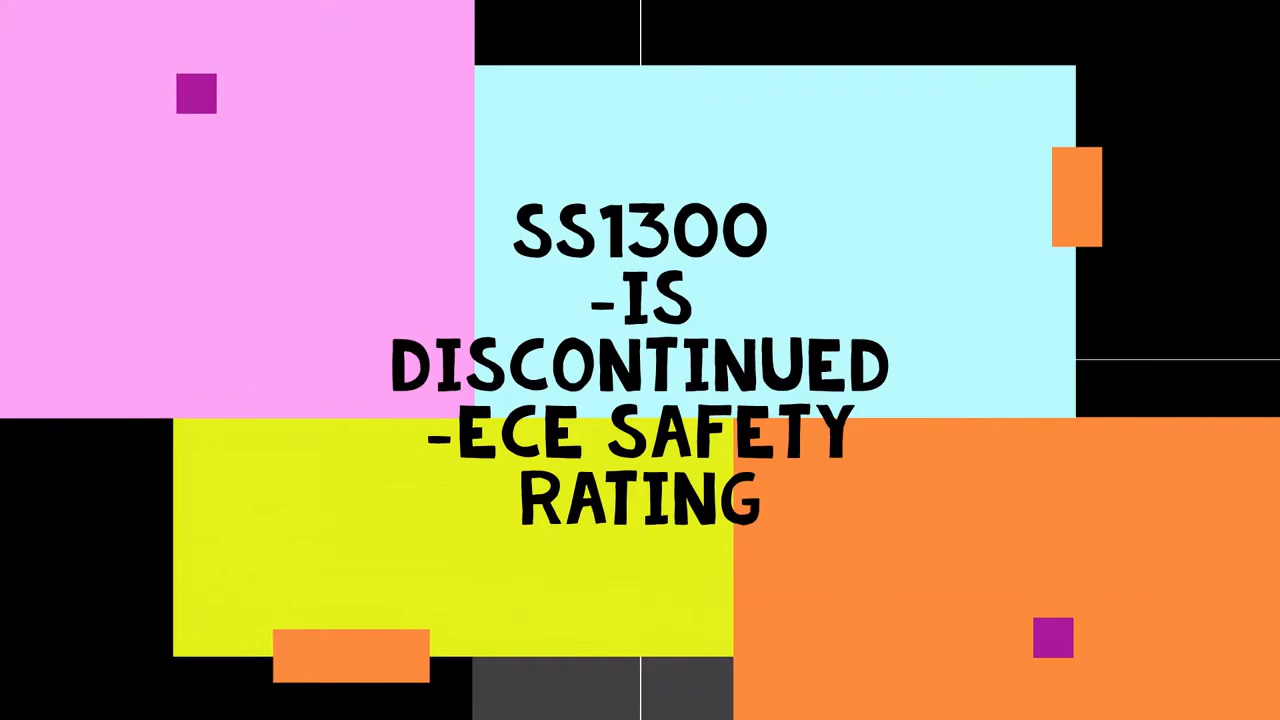 SS1300
-IS
DISCONTINUED
-ECE SAFETY
RATING